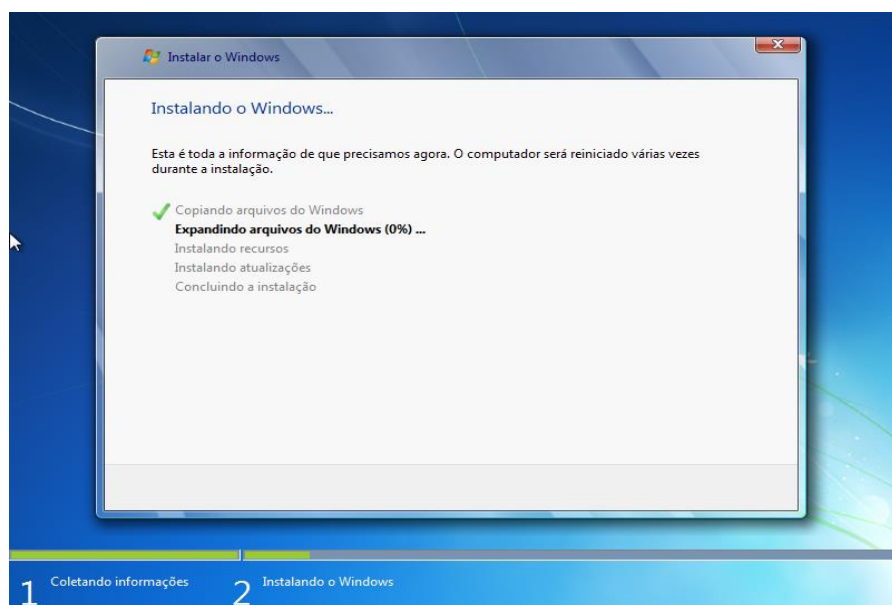 Instalar o Windows
Instalando o Windows...
Esta é toda a informação de que precisamos agora. O computador será reiniciado várias vezes
durante a instalação.
Copiando arquivos do Windows
Expandindo arquivos do Windows (0%) ...
Instalando recursos
Instalando atualizações
Concluindo a instalação
1 Coletando informações 2 Instalando o Windows